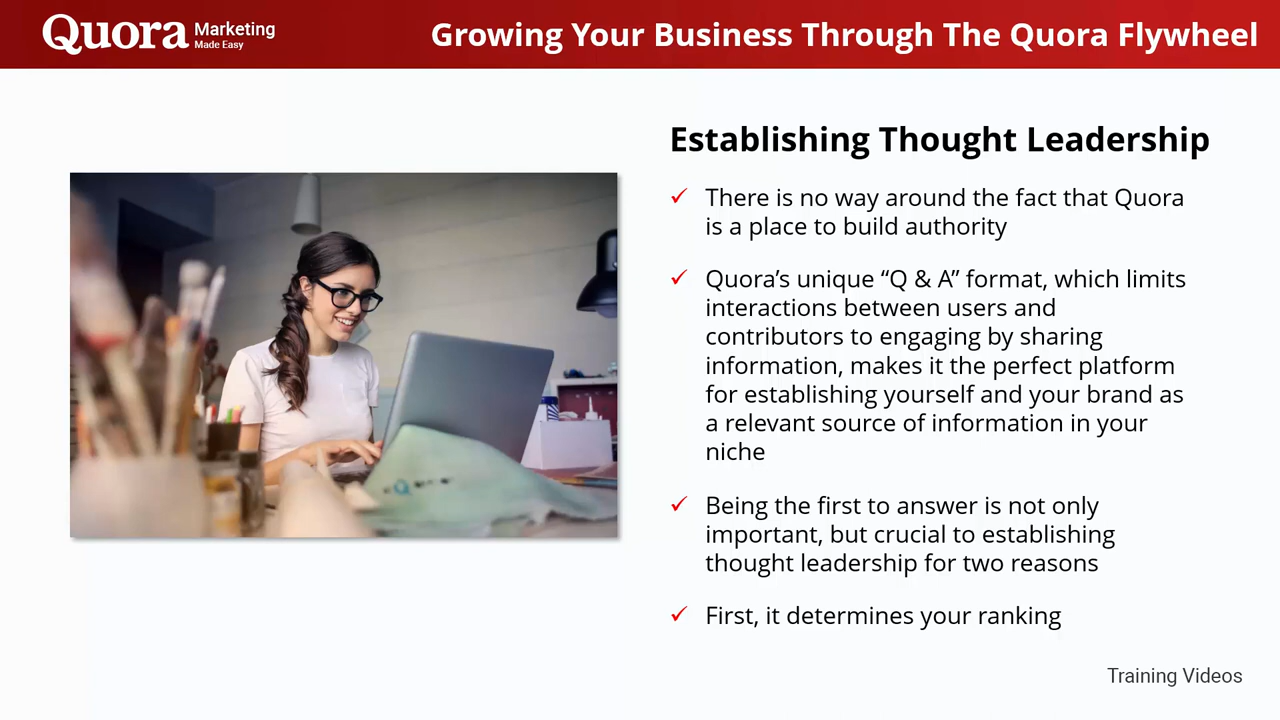 Quora Marketing
Made Easy
Growing Your Business Through The Quora Flywheel
Establishing Thought Leadership
There is no way around the fact that Quora
is a place to build authority
Quora’s unique “Q & A” format, which limits
interactions between users and
contributors to engaging by sharing
information, makes it the perfect platform
for establishing yourself and your brand as
a relevant source of information in your
niche
Being the first to answer is not only
important, but crucial to establishing
thought leadership for two reasons
First, it determines your ranking
Training Videos